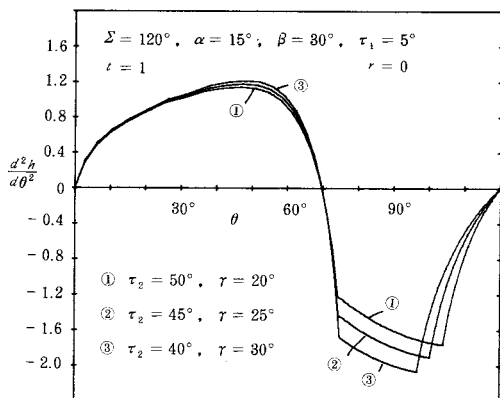 1.6
Σ = 120°, α = 15°, β = 30°, τ₁ = 5°
t = 1 r = 0
1.2
③
①
0.8
0.4
d²h
dθ²
0
30° θ 60° 90°
− 0.4
− 0.8
① τ₂ = 50°, γ = 20°
①
− 1.2
② τ₂ = 45°, γ = 25°
− 1.6
②
③ τ₂ = 40°, γ = 30°
③
− 2.0